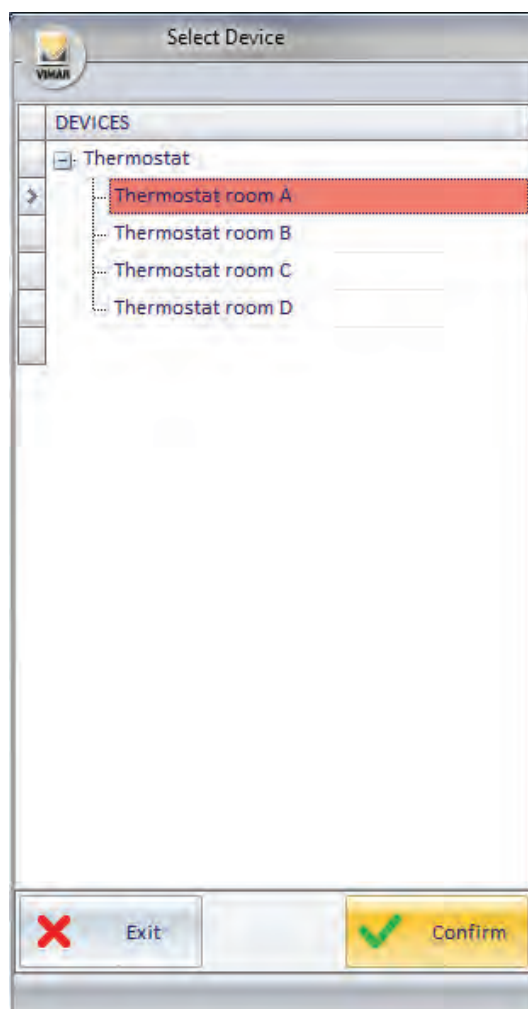 Select Device
VIMAR
DEVICES
Thermostat
Thermostat room A
Thermostat room B
Thermostat room C
Thermostat room D
Exit
Confirm